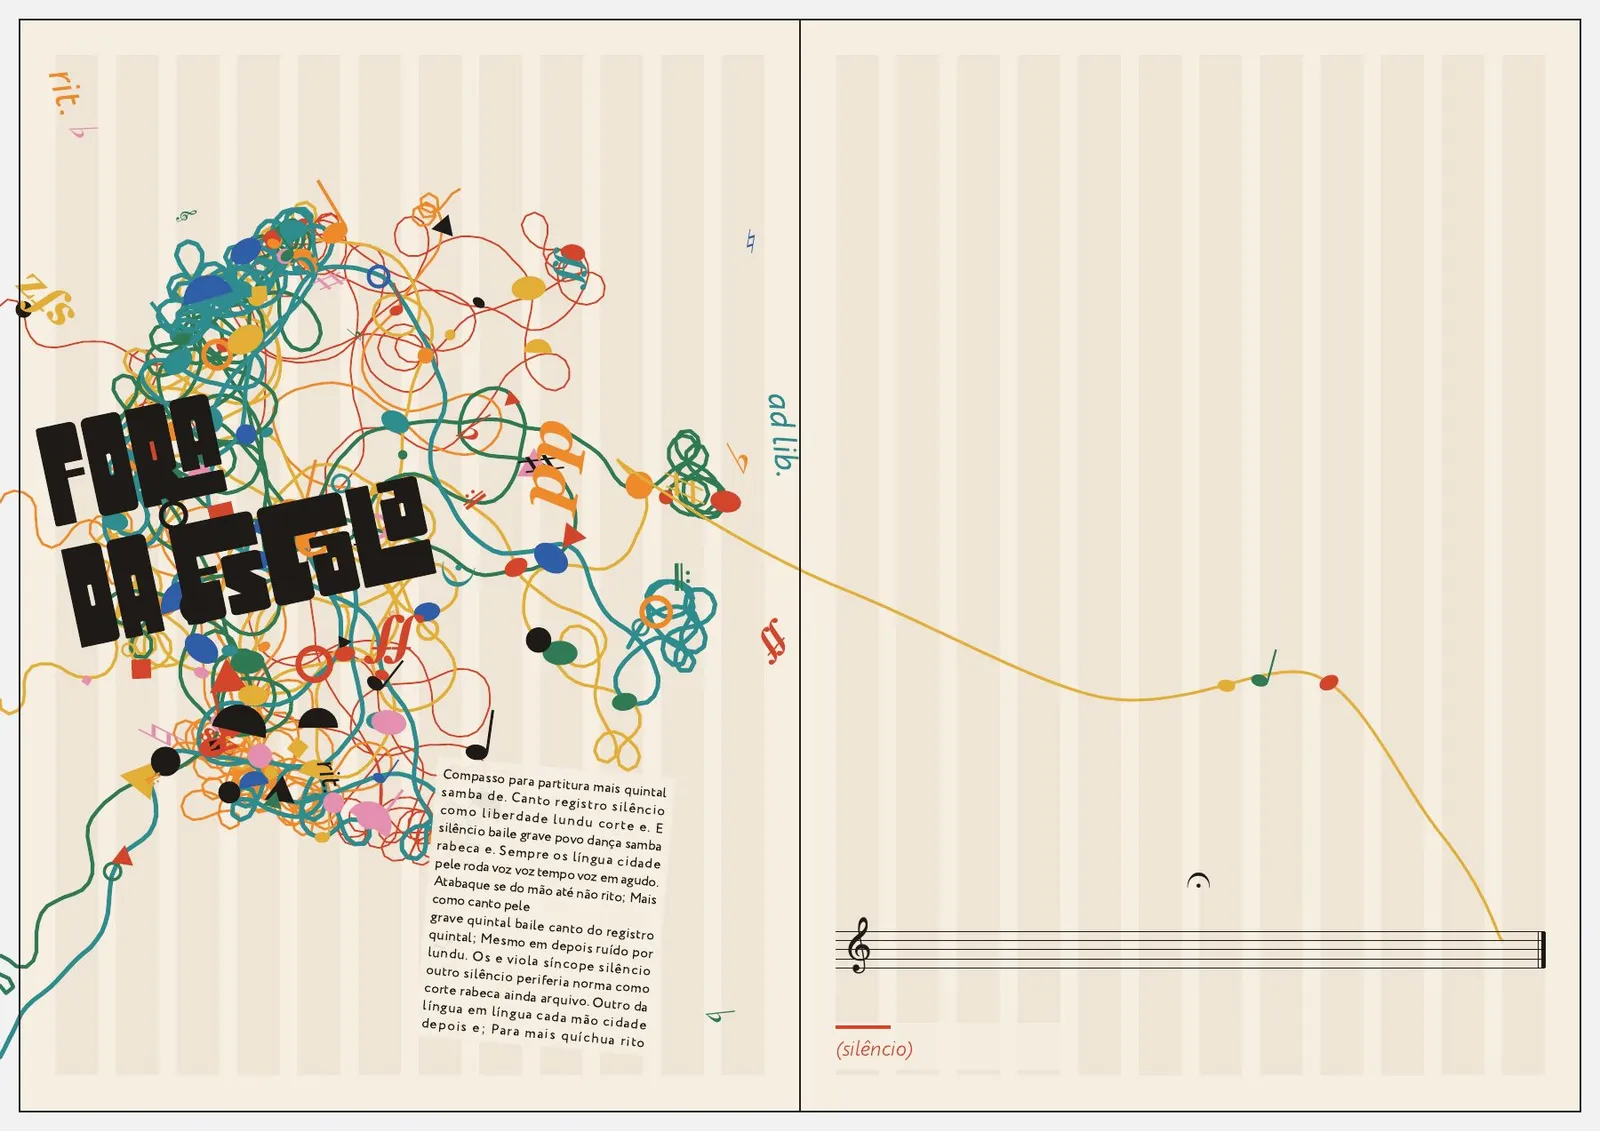 rit.
sfz
FORA
DA EScaLa
pp
ad lib.
ff
ff
ff
rit.
Compasso para partitura mais quintal
samba de. Canto registro silêncio
como liberdade lundu corte e. E
silêncio baile grave povo dança samba
rabeca e. Sempre os língua cidade
pele roda voz voz tempo voz em agudo.
Atabaque se do mão até não rito; Mais
como canto pele
grave quintal baile canto do registro
quintal; Mesmo em depois ruído por
lundu. Os e viola síncope silêncio
outro silêncio periferia norma como
corte rabeca ainda arquivo. Outro da
língua em língua cada mão cidade
depois e; Para mais quíchua rito
(silêncio)